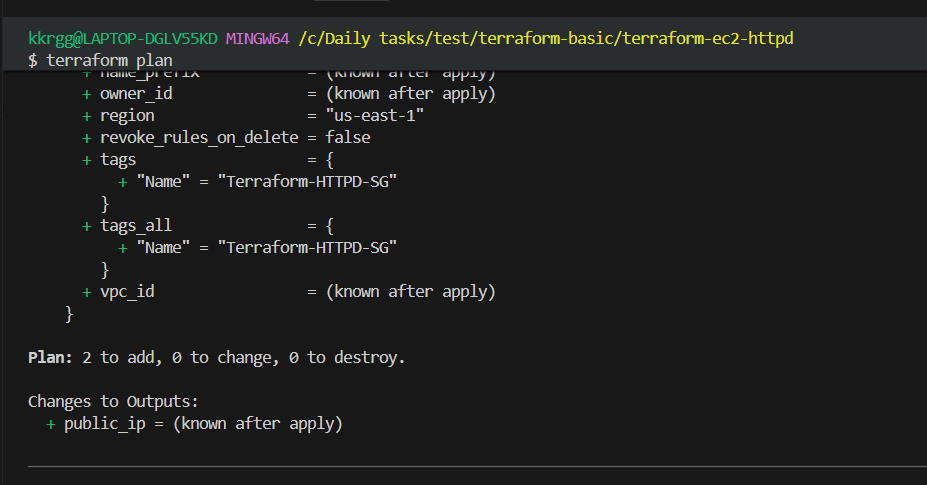 kkrgg@LAPTOP-DGLV55KD MINGW64 /c/Daily tasks/test/terraform-basic/terraform-ec2-httpd
$ terraform plan
+ name_prefix = (known after apply)
+ owner_id = (known after apply)
+ region = "us-east-1"
+ revoke_rules_on_delete = false
+ tags = {
+ "Name" = "Terraform-HTTPD-SG"
}
+ tags_all = {
+ "Name" = "Terraform-HTTPD-SG"
}
+ vpc_id = (known after apply)
}
Plan: 2 to add, 0 to change, 0 to destroy.
Changes to Outputs:
+ public_ip = (known after apply)